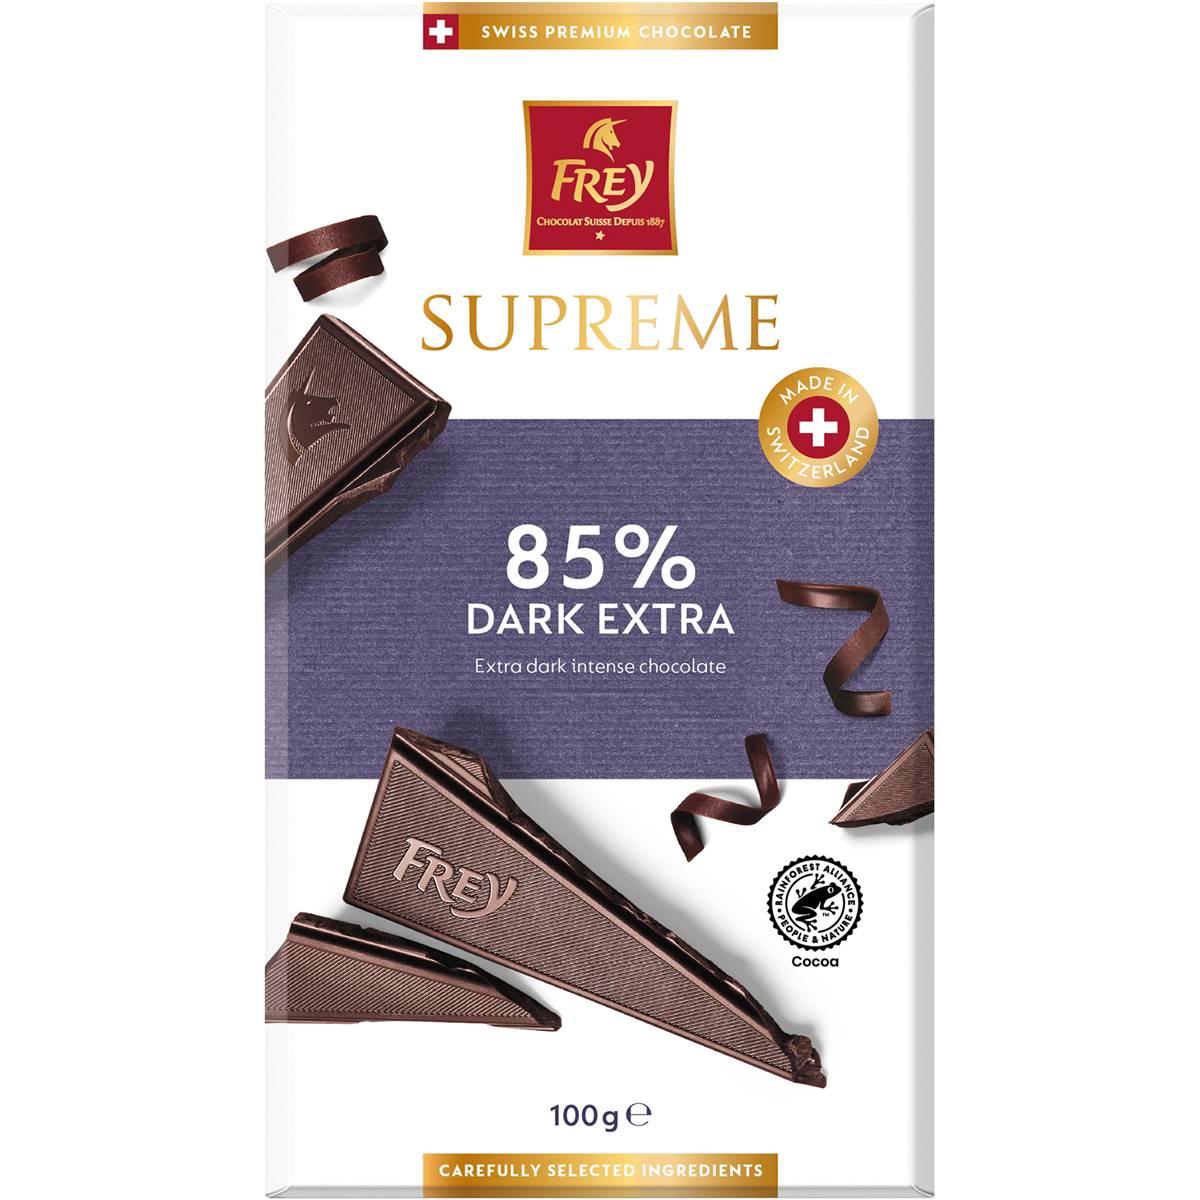 SWISS PREMIUM CHOCOLATE
FREY
CHOCOLAT SUISSE DEPUIS 1887
SUPREME
MADE IN
SWITZERLAND
85%
DARK EXTRA
Extra dark intense chocolate
FREY
RAINFOREST ALLIANCE
PEOPLE & NATURE
TM
Cocoa
100g ℮
CAREFULLY SELECTED INGREDIENTS